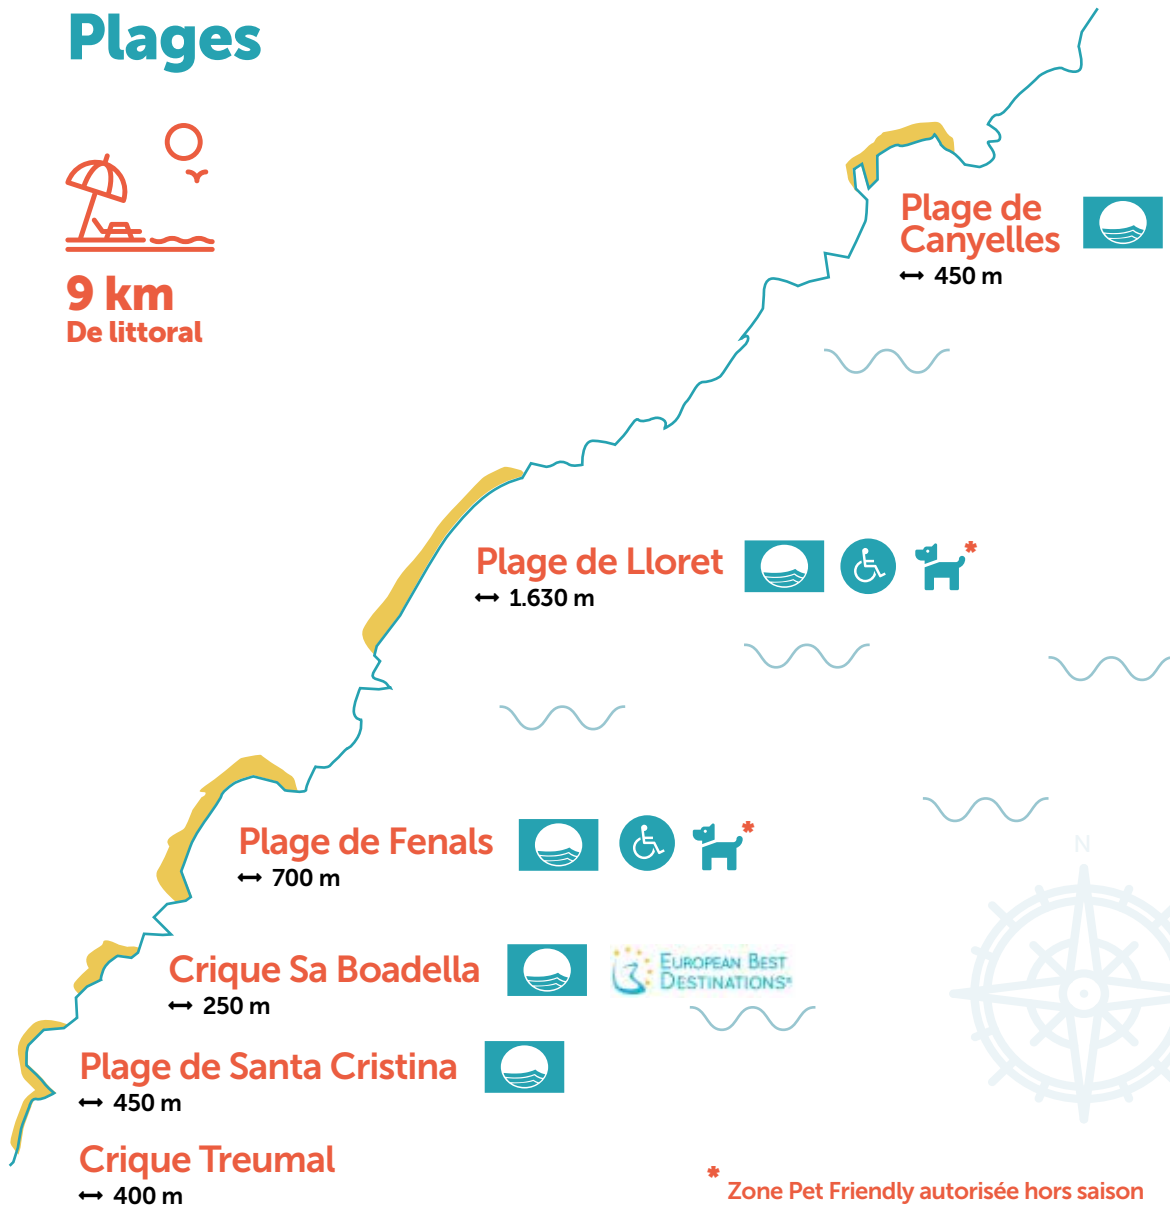 Plages
9 km
De littoral
Plage de
Canyelles
450 m
Plage de Lloret
*
1.630 m
Plage de Fenals
*
700 m
Crique Sa Boadella
EUROPEAN BEST
DESTINATIONS®
250 m
N
Plage de Santa Cristina
450 m
Crique Treumal
400 m
* Zone Pet Friendly autorisée hors saison